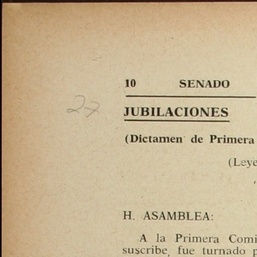 10 SENADO
27
JUBILACIONES
(Dictamen de Primera
(Leye
H. ASAMBLEA:
A la Primera Comi
suscribe, fue turnado p